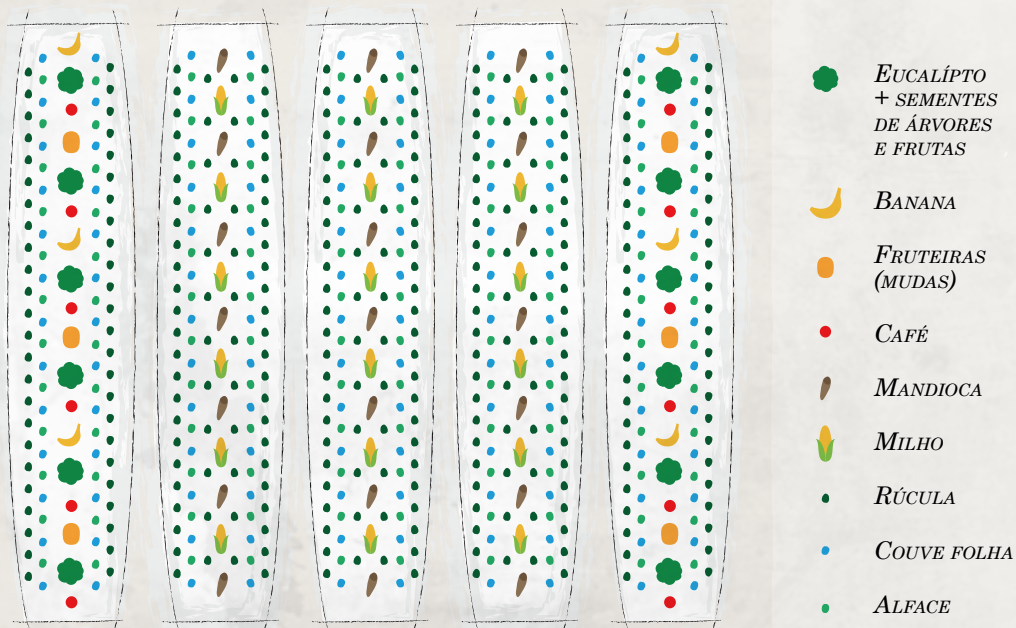 Eucalípto
+ sementes
de árvores
e frutas
Banana
Fruteiras
(mudas)
Café
Mandioca
Milho
Rúcula
Couve folha
Alface